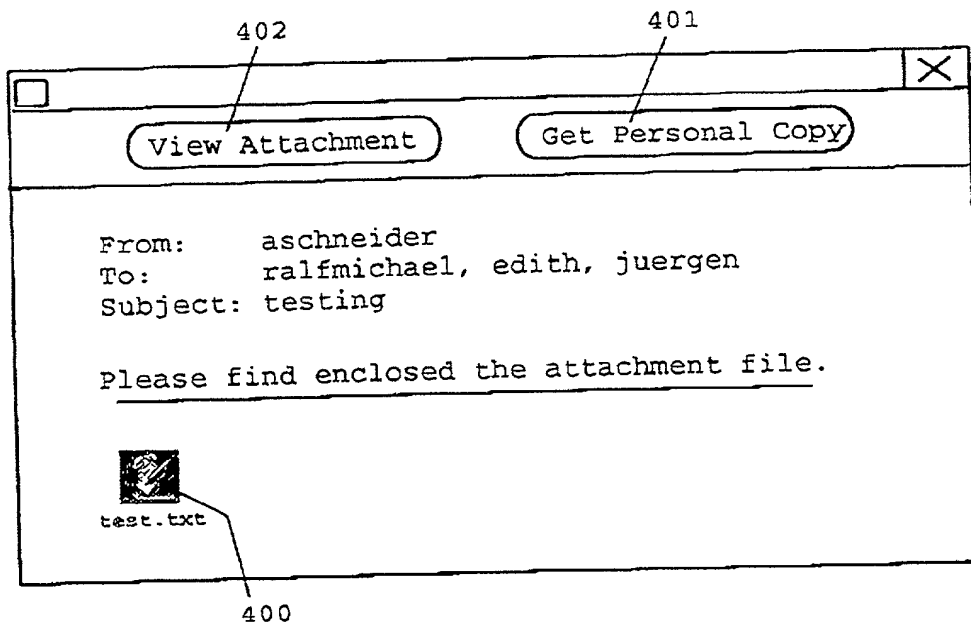 402 401
View Attachment Get Personal Copy
From: aschneider
To: ralfmichael, edith, juergen
Subject: testing
Please find enclosed the attachment file.
test.txt
400